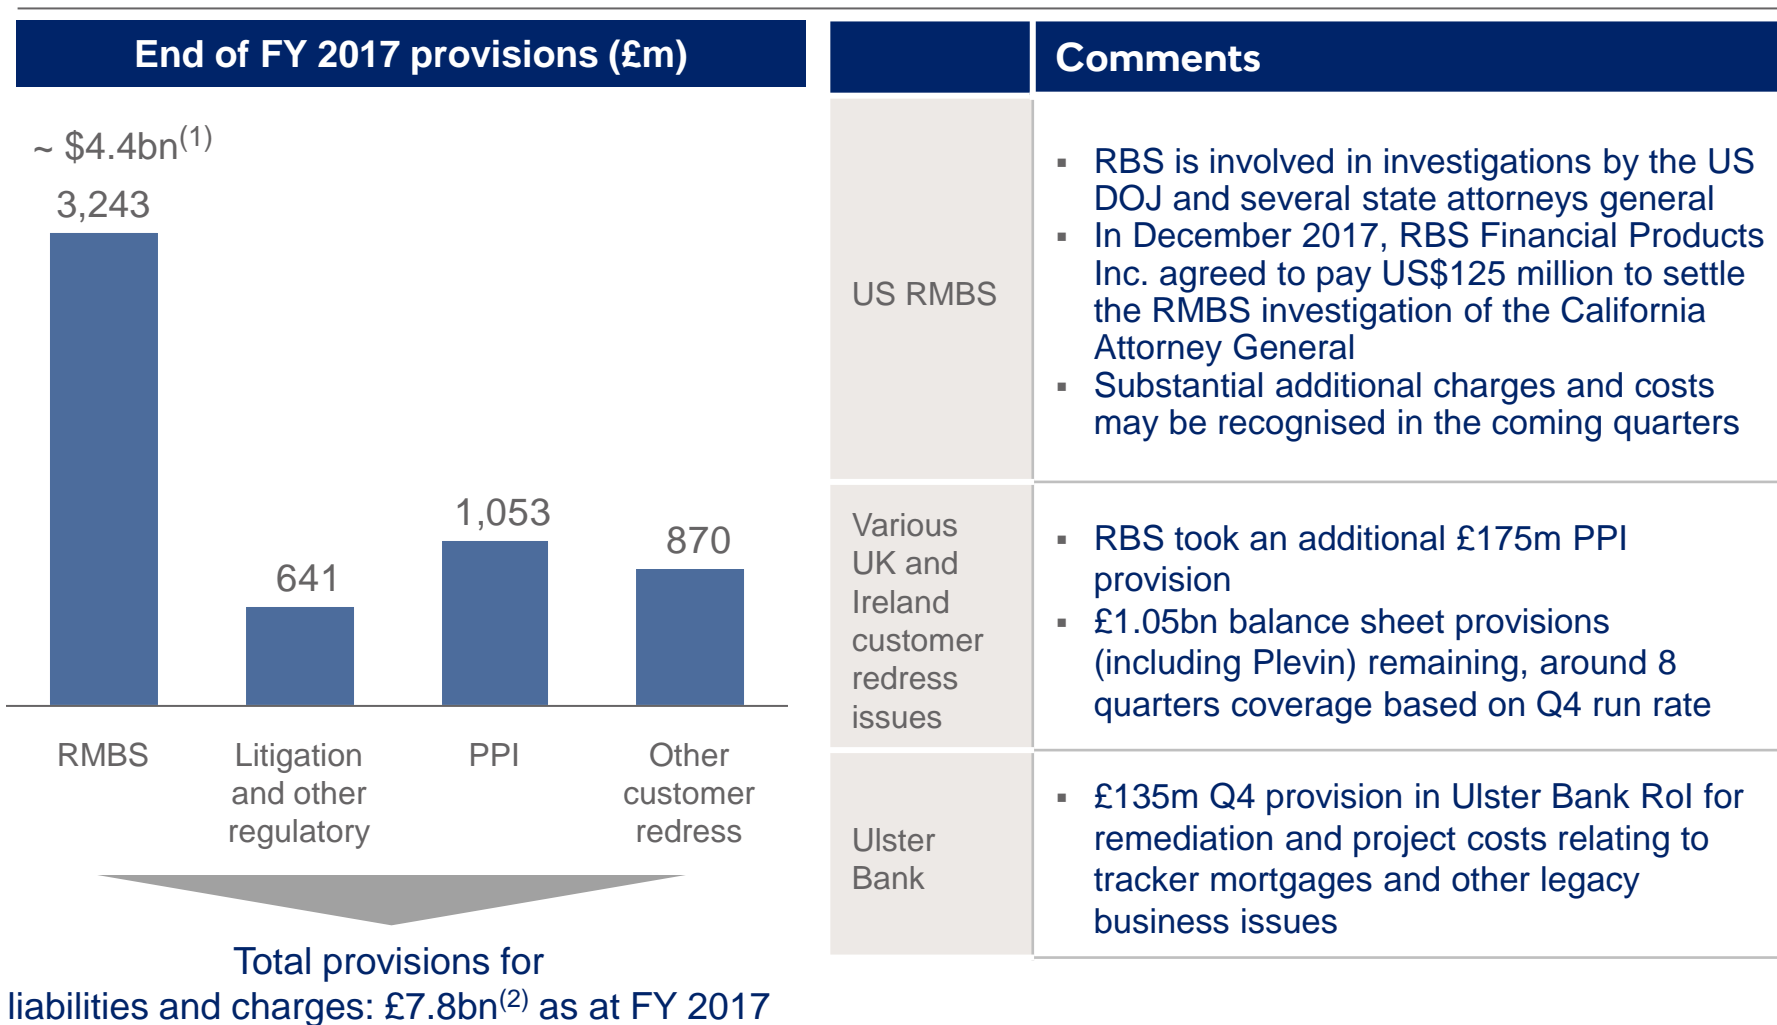 End of FY 2017 provisions (£m)
~ $4.4bn(1)
3,243
641
1,053
870
RMBS
Litigation
and other
regulatory
PPI
Other
customer
redress
Total provisions for
liabilities and charges: £7.8bn(2) as at FY 2017
Comments
US RMBS
▪ RBS is involved in investigations by the US
DOJ and several state attorneys general
▪ In December 2017, RBS Financial Products
Inc. agreed to pay US$125 million to settle
the RMBS investigation of the California
Attorney General
▪ Substantial additional charges and costs
may be recognised in the coming quarters
Various
UK and
Ireland
customer
redress
issues
▪ RBS took an additional £175m PPI
provision
▪ £1.05bn balance sheet provisions
(including Plevin) remaining, around 8
quarters coverage based on Q4 run rate
Ulster
Bank
▪ £135m Q4 provision in Ulster Bank RoI for
remediation and project costs relating to
tracker mortgages and other legacy
business issues